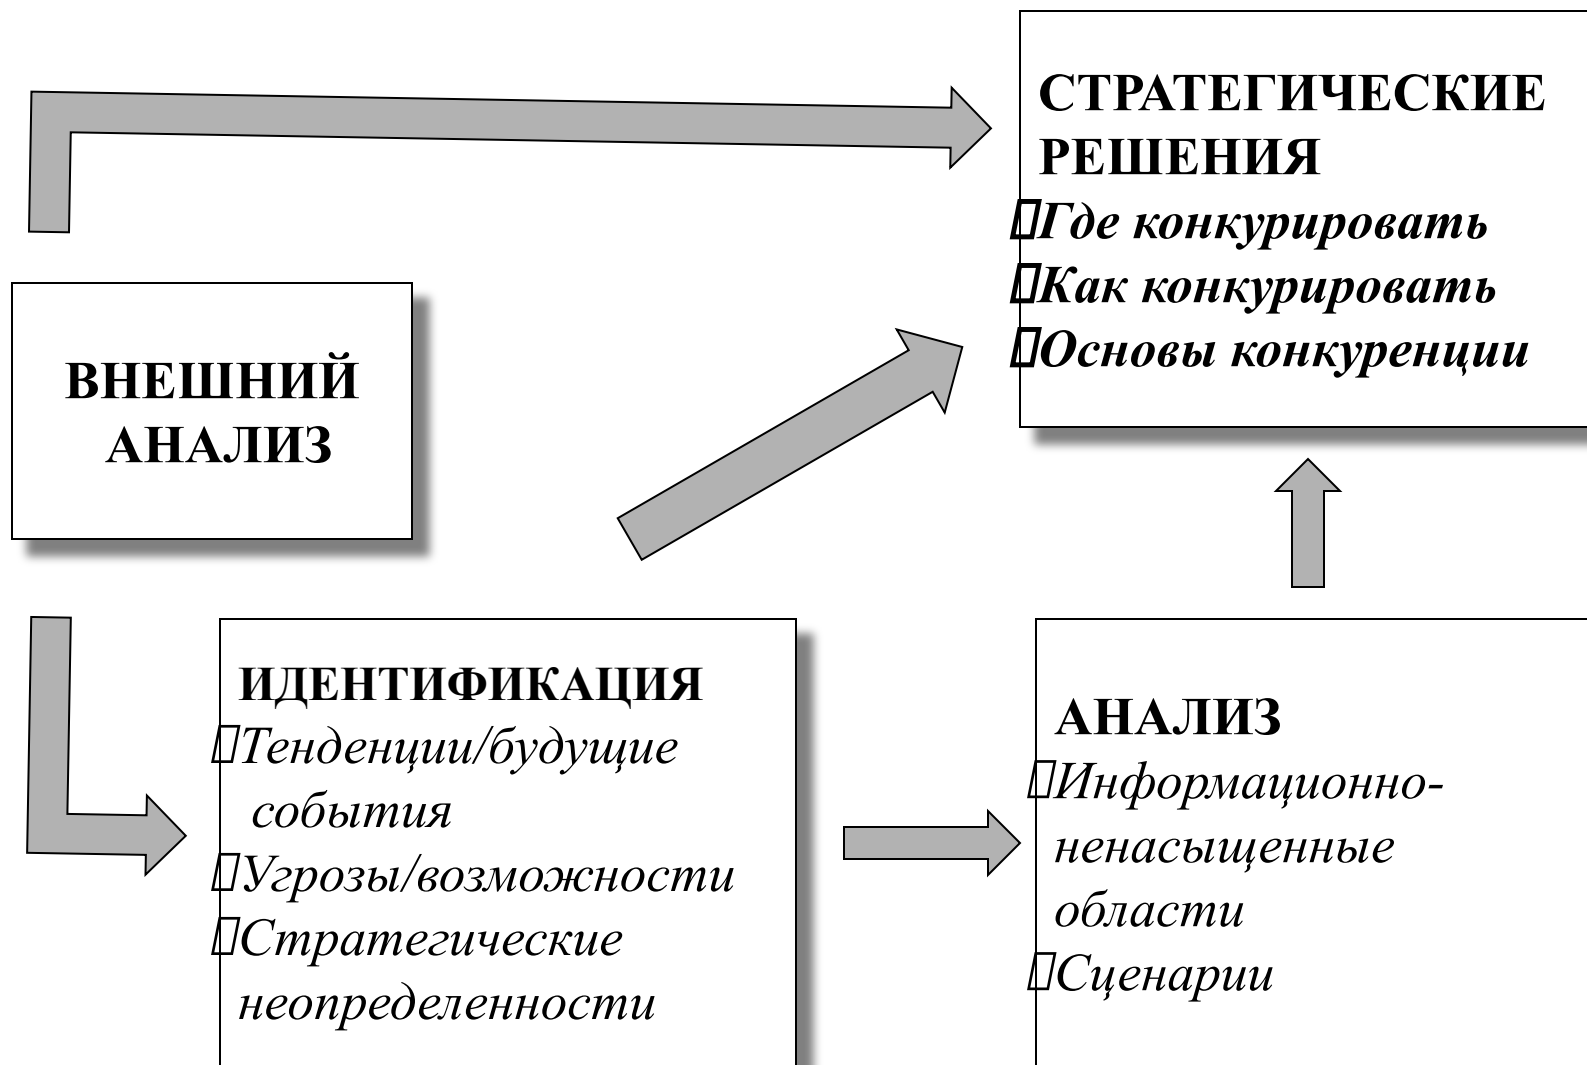 СТРАТЕГИЧЕСКИЕ
РЕШЕНИЯ
Где конкурировать
Как конкурировать
Основы конкуренции
ВНЕШНИЙ
АНАЛИЗ
ИДЕНТИФИКАЦИЯ
Тенденции/будущие
события
Угрозы/возможности
Стратегические
неопределенности
АНАЛИЗ
Информационно-
ненасыщенные
области
Сценарии